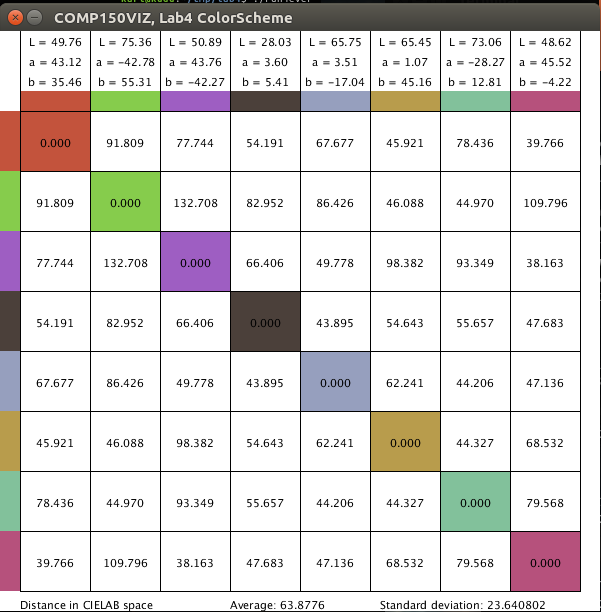 COMP150VIZ, Lab4 ColorScheme
L = 49.76 L = 75.36 L = 50.89 L = 28.03 L = 65.75 L = 65.45 L = 73.06 L = 48.62
a = 43.12 a = -42.78 a = 43.76 a = 3.60 a = 3.51 a = 1.07 a = -28.27 a = 45.52
b = 35.46 b = 55.31 b = -42.27 b = 5.41 b = -17.04 b = 45.16 b = 12.81 b = -4.22
0.000 91.809 77.744 54.191 67.677 45.921 78.436 39.766
91.809 0.000 132.708 82.952 86.426 46.088 44.970 109.796
77.744 132.708 0.000 66.406 49.778 98.382 93.349 38.163
54.191 82.952 66.406 0.000 43.895 54.643 55.657 47.683
67.677 86.426 49.778 43.895 0.000 62.241 44.206 47.136
45.921 46.088 98.382 54.643 62.241 0.000 44.327 68.532
78.436 44.970 93.349 55.657 44.206 44.327 0.000 79.568
39.766 109.796 38.163 47.683 47.136 68.532 79.568 0.000
Distance in CIELAB space Average: 63.8776 Standard deviation: 23.640802